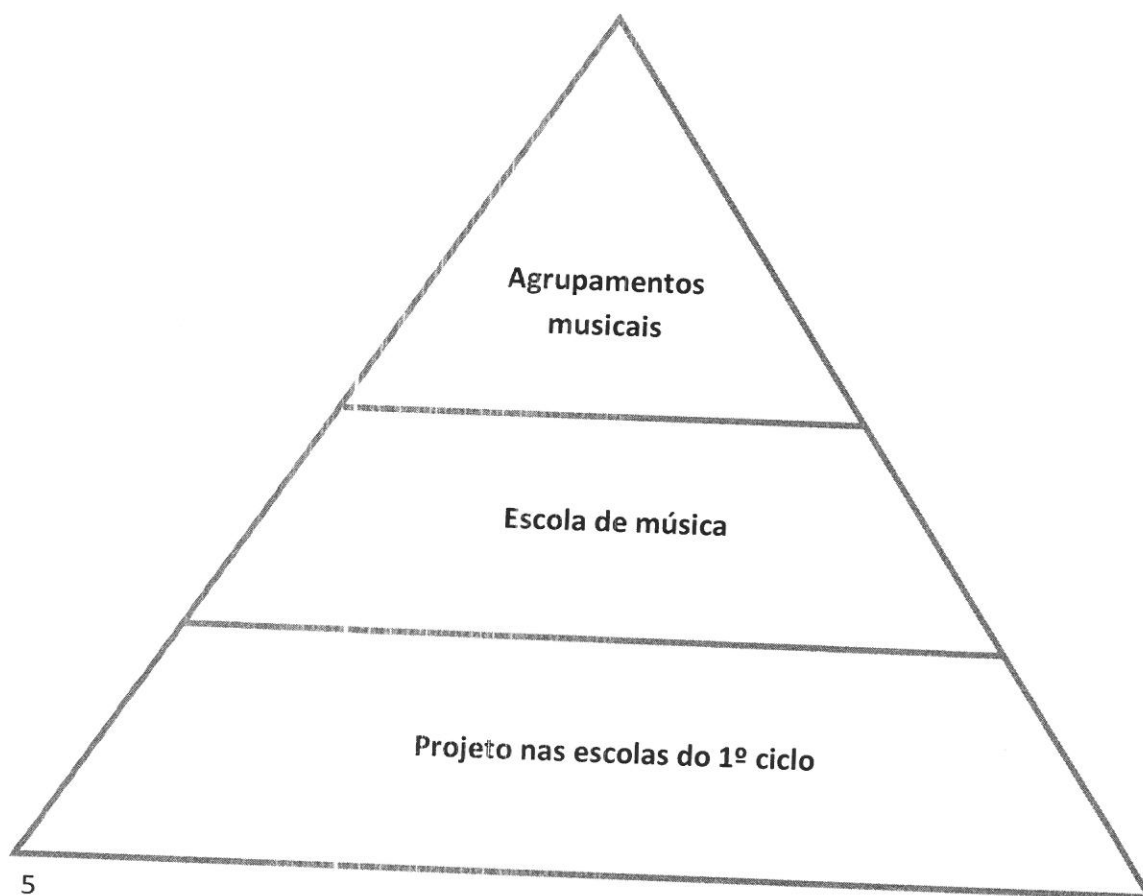 Agrupamentos
musicais
Escola de música
Projeto nas escolas do 1º ciclo
5